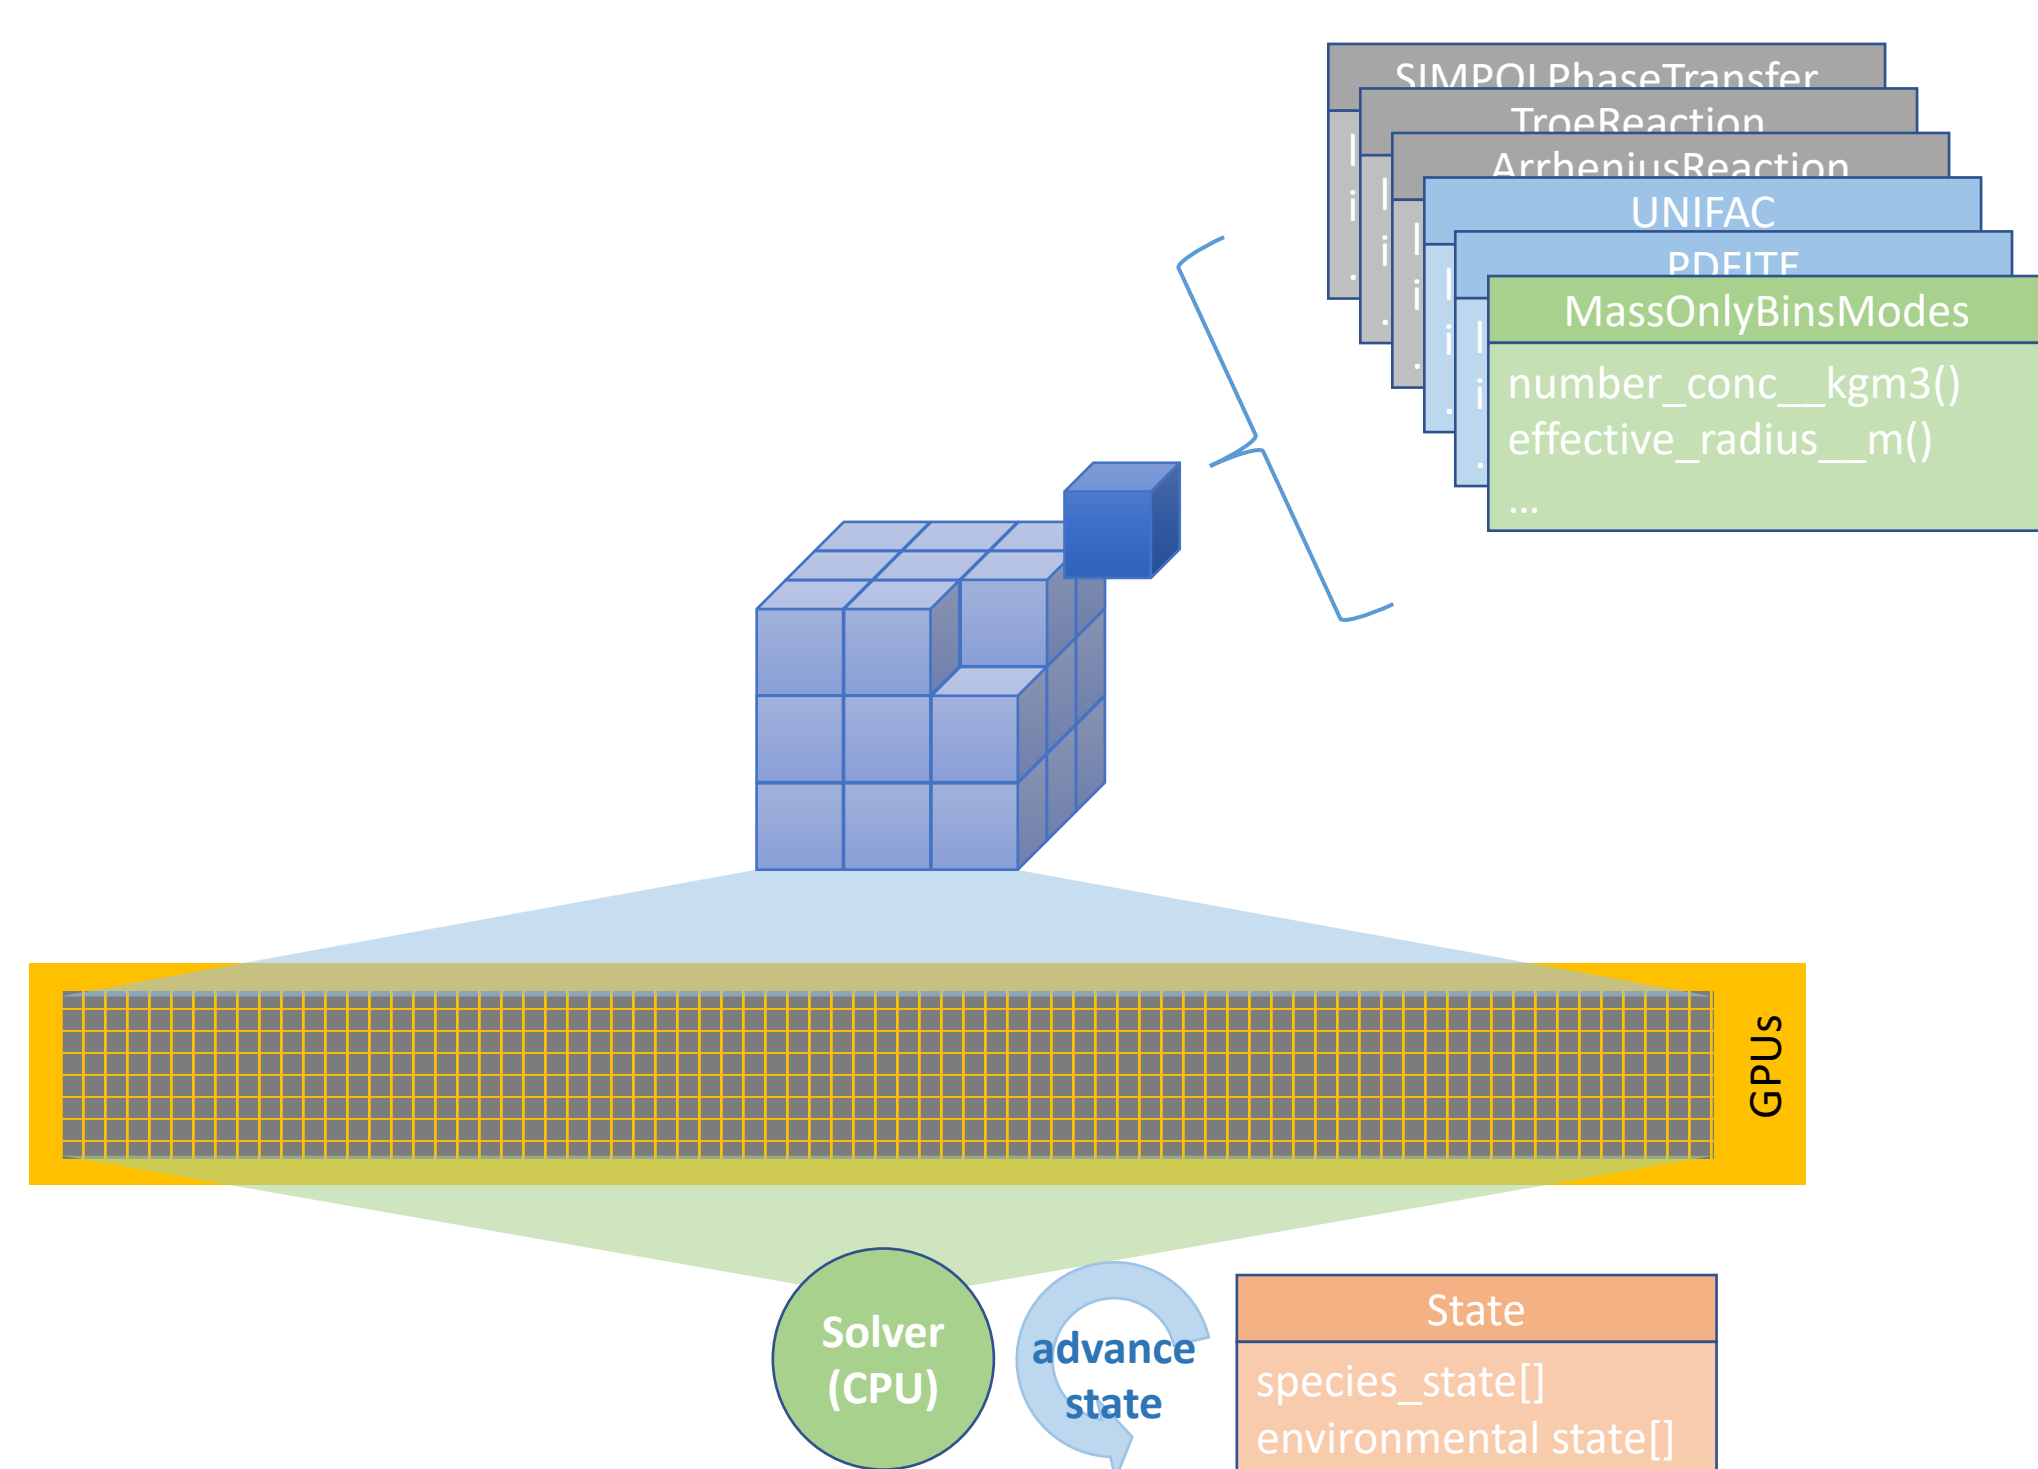 SIMPOLPhaseTransfer
TroeReaction
ArrheniusReaction
UNIFAC
PDFITE
MassOnlyBinsModes
number_conc__kgm3()
effective_radius__m()
...
GPUs
Solver
(CPU)
advance
state
State
species_state[]
environmental state[]